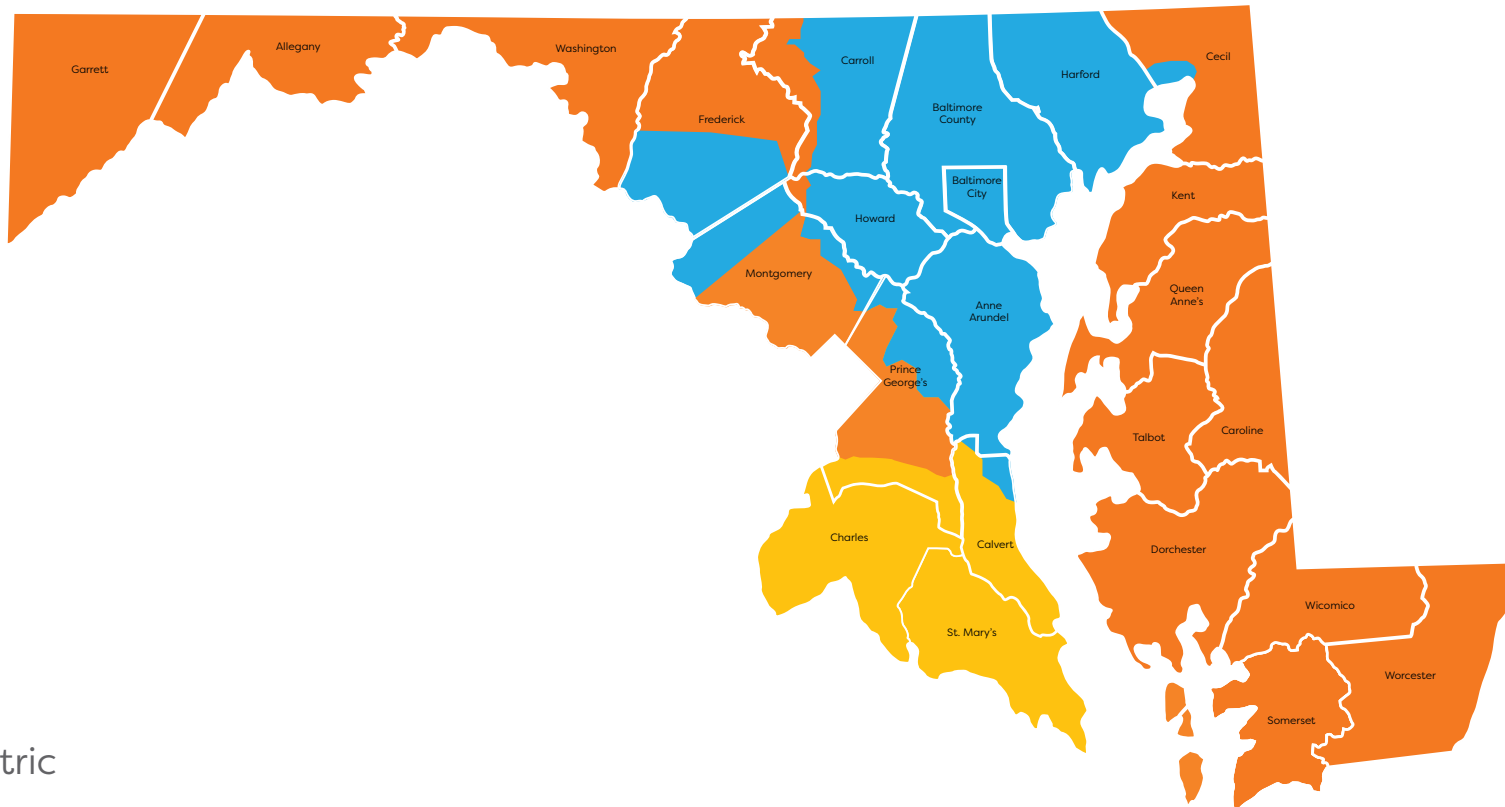 Garrett
Allegany
Washington
Frederick
Carroll
Baltimore
County
Harford
Cecil
Baltimore
City
Howard
Kent
Montgomery
Queen
Anne's
Anne
Arundel
Prince
George's
Talbot
Caroline
Charles
Calvert
Dorchester
Wicomico
St. Mary's
Worcester
Somerset
tric